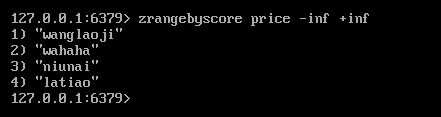 127.0.0.1:6379> zrangebyscore price -inf +inf
1) "wanglaoji"
2) "wahaha"
3) "niunai"
4) "latiao"
127.0.0.1:6379>